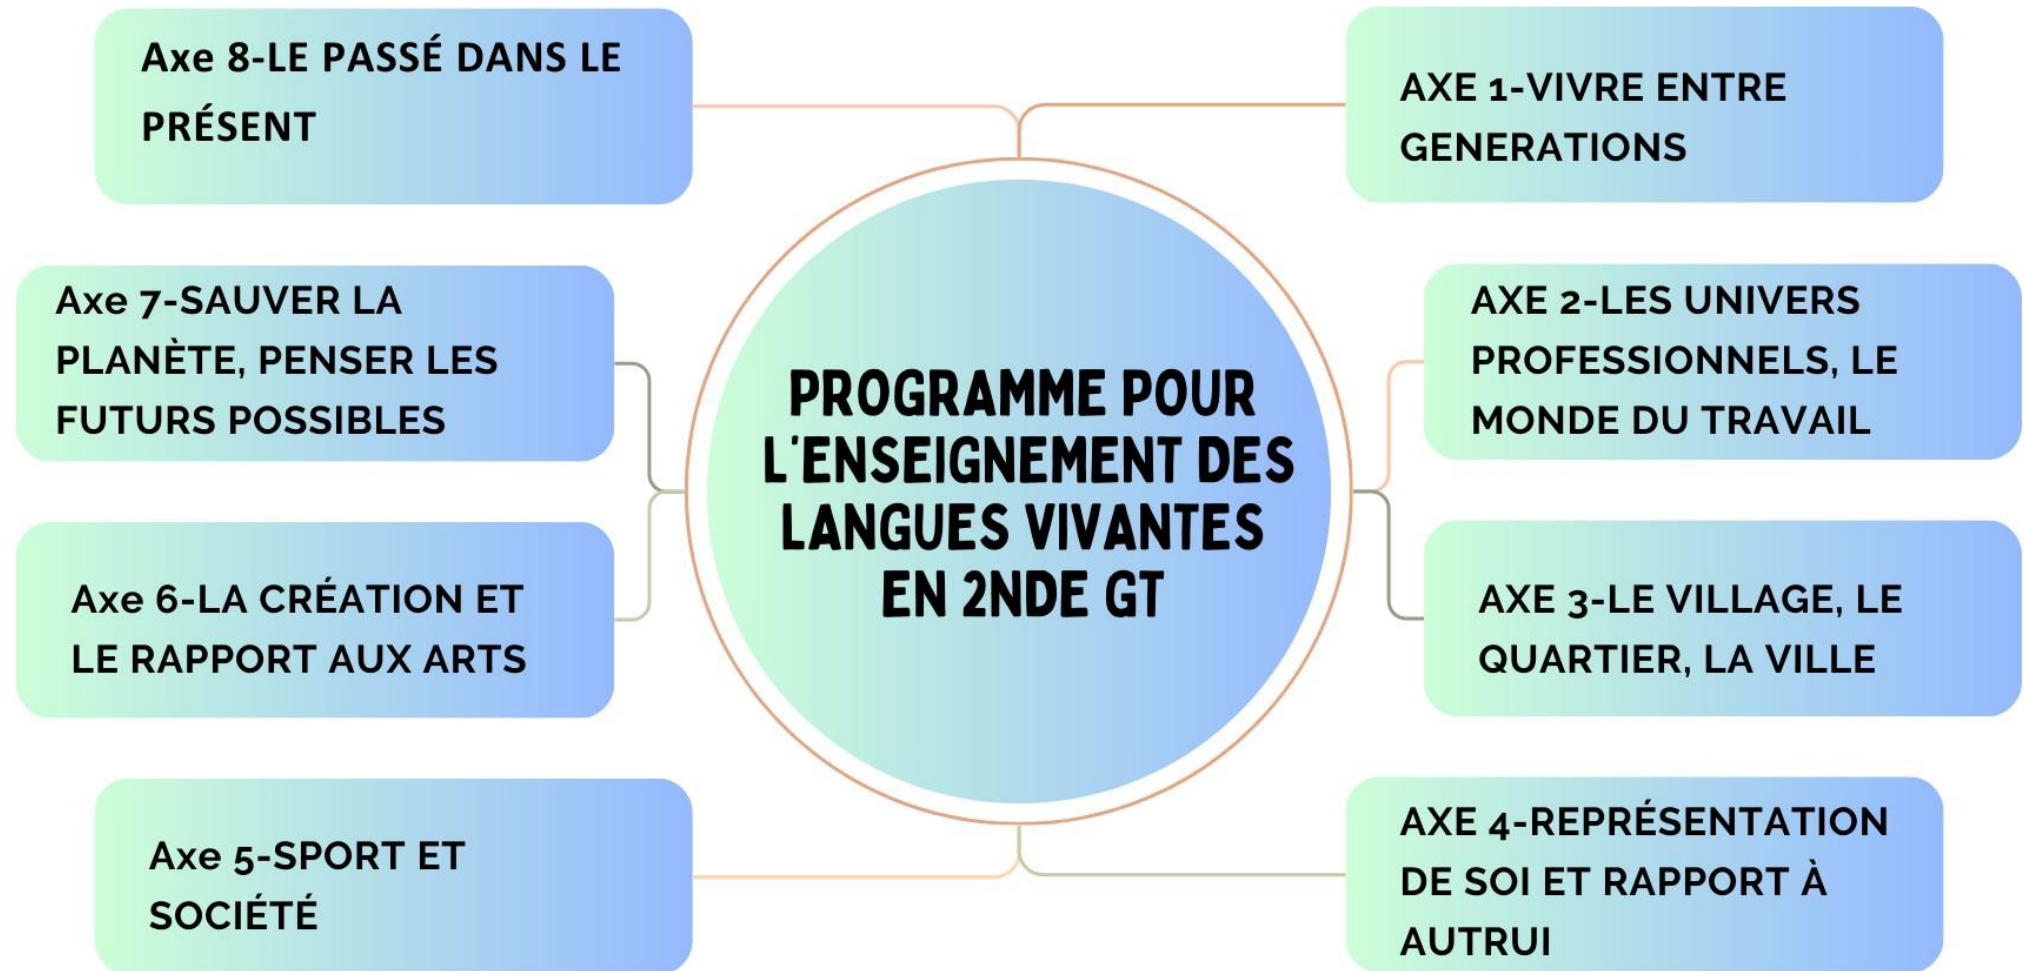 PROGRAMME POUR
L'ENSEIGNEMENT DES
LANGUES VIVANTES
EN 2NDE GT
AXE 1-VIVRE ENTRE
GENERATIONS
AXE 2-LES UNIVERS
PROFESSIONNELS, LE
MONDE DU TRAVAIL
AXE 3-LE VILLAGE, LE
QUARTIER, LA VILLE
AXE 4-REPRÉSENTATION
DE SOI ET RAPPORT À
AUTRUI
Axe 5-SPORT ET
SOCIÉTÉ
Axe 6-LA CRÉATION ET
LE RAPPORT AUX ARTS
Axe 7-SAUVER LA
PLANÈTE, PENSER LES
FUTURS POSSIBLES
Axe 8-LE PASSÉ DANS LE
PRÉSENT